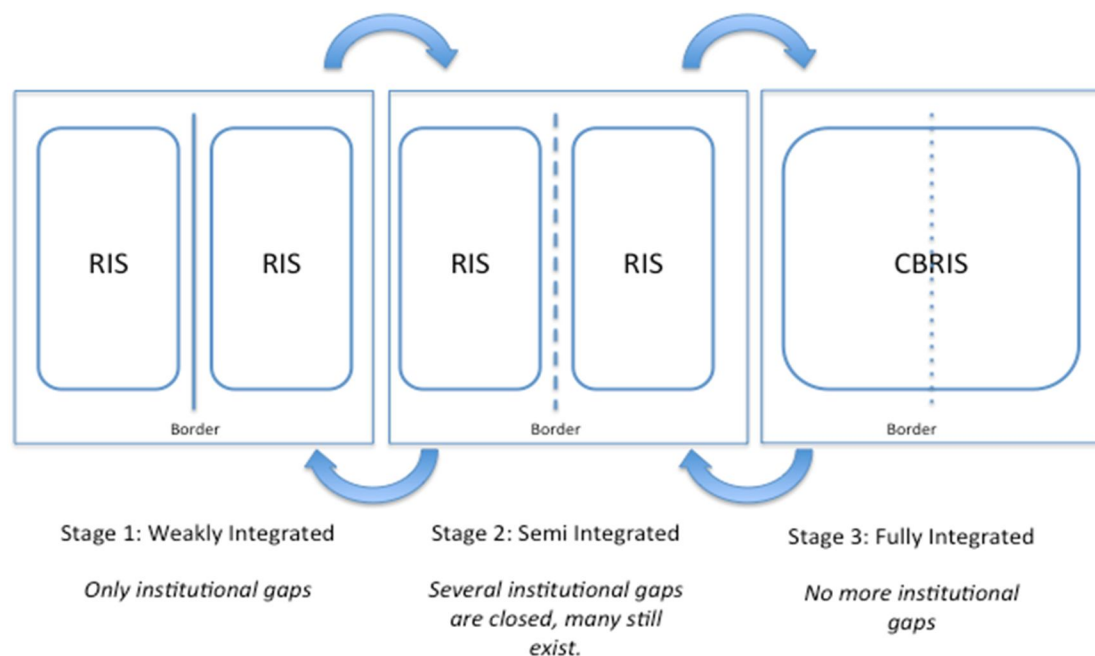 RIS
RIS
Border
RIS
RIS
Border
CBRIS
Border
Stage 1: Weakly Integrated
Only institutional gaps
Stage 2: Semi Integrated
Several institutional gaps
are closed, many still
exist.
Stage 3: Fully Integrated
No more institutional
gaps